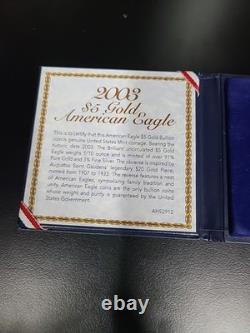 2003
$5 Gold
American Eagle
This is to certify that this American Eagle $5 Gold Bullion
coin is genuine United States Mint coinage. Bearing the
historic date 2003. The Brilliant uncirculated $5 Gold
Eagle weighs 1/10 ounce and is minted of over 91%
Pure Gold and 3% Fine Silver. The obverse is inspired by
Augustus Saint-Gaudens' legendary $20 Gold Piece,
minted from 1907 to 1933. The reverse features a nest
of American Eagles, symbolising family tradition and
unity. American Eagle coins are the only bullion coins
whose weight and purity is guaranteed by the United
States Government.